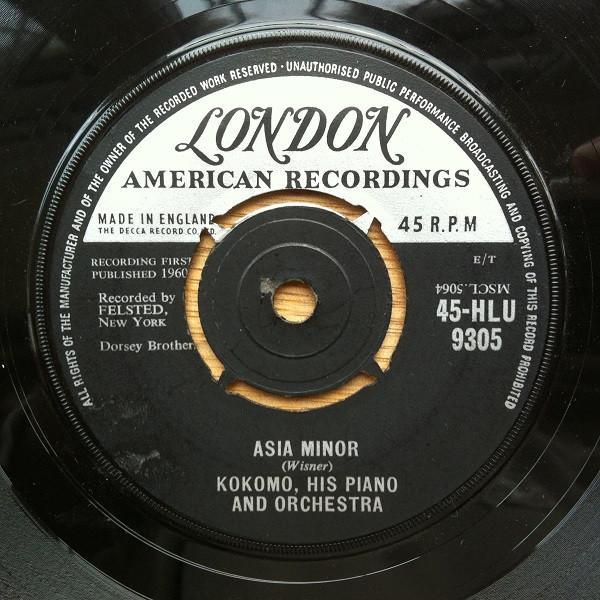 ALL RIGHTS OF THE MANUFACTURER AND OF THE OWNER OF THE RECORDED WORK RESERVED · UNAUTHORISED PUBLIC PERFORMANCE BROADCASTING AND COPYING OF THIS RECORD PROHIBITED
LONDON
AMERICAN RECORDINGS
MADE IN ENGLAND
THE DECCA RECORD CO. LTD.
45 R.P.M
RECORDING FIRST
PUBLISHED 1960
E/T
MSCL.5064
Recorded by
FELSTED,
New York
45-HLU
9305
Dorsey Brother
ASIA MINOR
(Wisner)
KOKOMO, HIS PIANO
AND ORCHESTRA